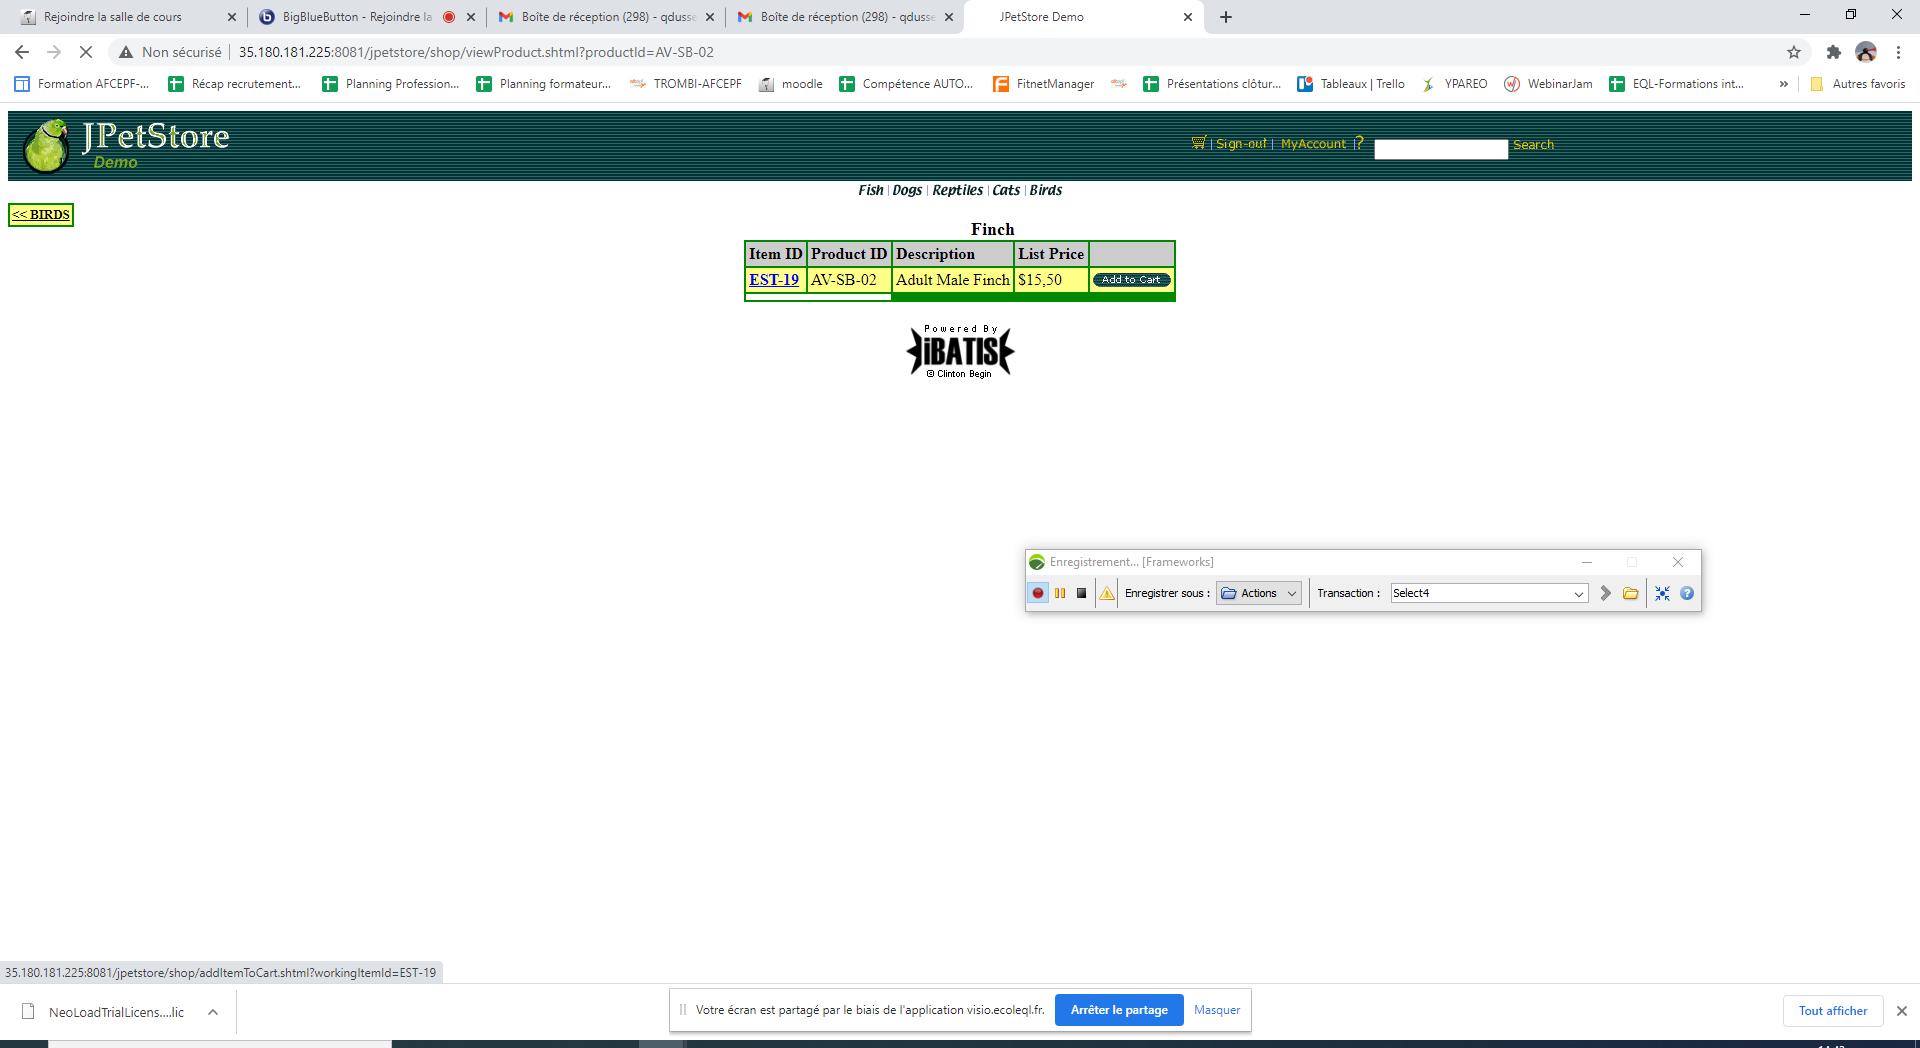 Rejoindre la salle de cours
BigBlueButton - Rejoindre la
Boîte de réception (298) - qdusse
Boîte de réception (298) - qdusse
JPetStore Demo
Non sécurisé
35.180.181.225:8081/jpetstore/shop/viewProduct.shtml?productId=AV-SB-02
Formation AFCEPF-...
Récap recrutement...
Planning Profession...
Planning formateur...
TROMBI-AFCEPF
moodle
Compétence AUTO...
FitnetManager
Présentations clôtur...
Tableaux | Trello
YPAREO
WebinarJam
EQL-Formations int...
»
Autres favoris
JPetStore
Demo
| Sign-out | MyAccount | ?
Search
Fish | Dogs | Reptiles | Cats | Birds
<< BIRDS
Finch
Item ID Product ID Description List Price
EST-19 AV-SB-02 Adult Male Finch $15,50 Add to Cart
Powered By
iBATIS
© Clinton Begin
Enregistrement... [Frameworks]
Enregistrer sous : Actions Transaction : Select4
35.180.181.225:8081/jpetstore/shop/addItemToCart.shtml?workingItemId=EST-19
NeoLoadTrialLicens....lic
Votre écran est partagé par le biais de l'application visio.ecoleql.fr.
Arrêter le partage
Masquer
Tout afficher